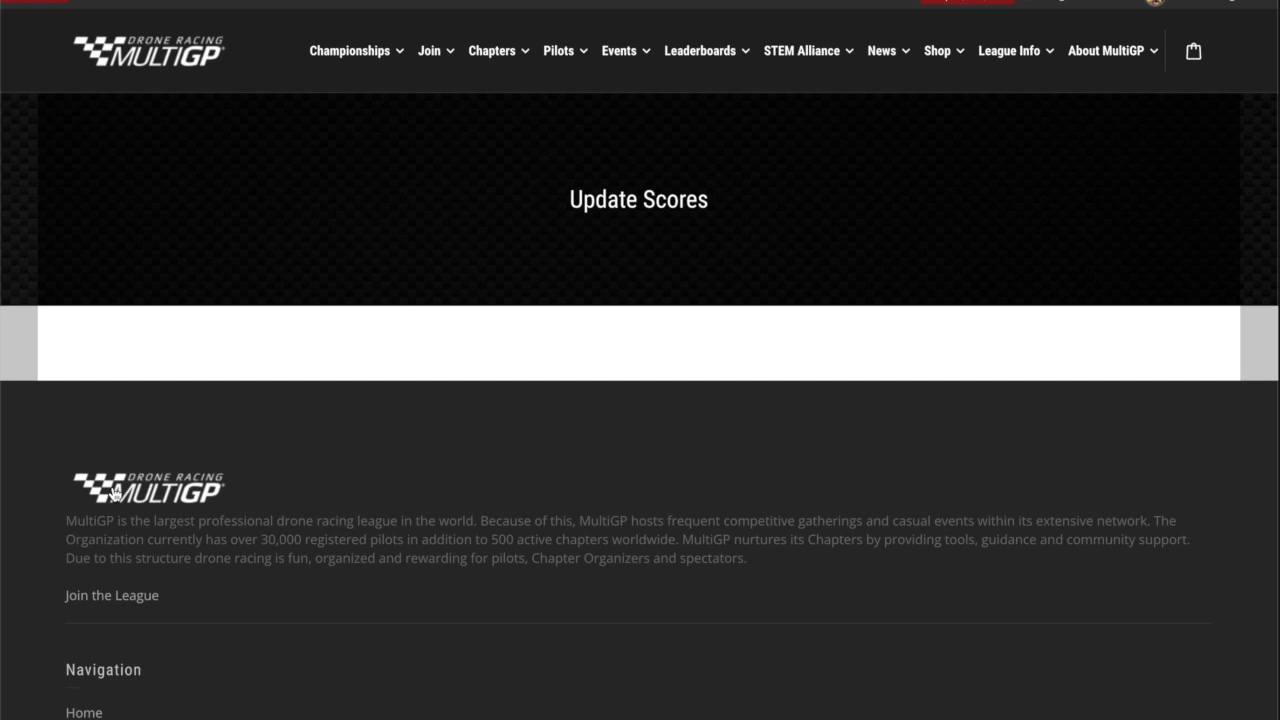 DRONE RACING
MULTIGP
Championships Join Chapters Pilots Events Leaderboards STEM Alliance News Shop League Info About MultiGP
Update Scores
DRONE RACING
MULTIGP
MultiGP is the largest professional drone racing league in the world. Because of this, MultiGP hosts frequent competitive gatherings and casual events within its extensive network. The
Organization currently has over 30,000 registered pilots in addition to 500 active chapters worldwide. MultiGP nurtures its Chapters by providing tools, guidance and community support.
Due to this structure drone racing is fun, organized and rewarding for pilots, Chapter Organizers and spectators.
Join the League
Navigation
Home